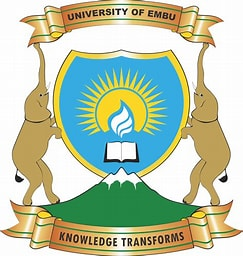 UNIVERSITY OF EMBU
KNOWLEDGE TRANSFORMS